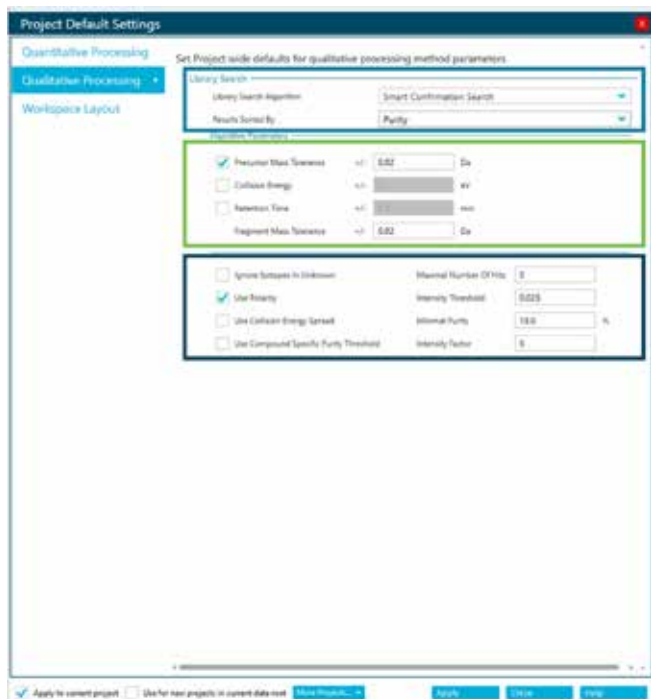 Project Default Settings
Quantitative Processing
Set Project wide defaults for qualitative processing method parameters
Qualitative Processing
Library Search
Library Search Algorithm Smart Confirmation Search
Workspace Layout
Results Sorted By Purity
Algorithm Parameters
Precursor Mass Tolerance +/- 0.02 Da
Collision Energy +/- eV
Retention Time +/- min
Fragment Mass Tolerance +/- 0.02 Da
Ignore Isotopes In Unknown Maximal Number Of Hits 5
Use Polarity Intensity Threshold 0.025
Use Collision Energy Spread Minimal Purity 10.0 %
Use Compound Specific Purity Threshold Intensity Factor 5
Apply to current project Use for new projects in current data root More Projects... Apply Close Help